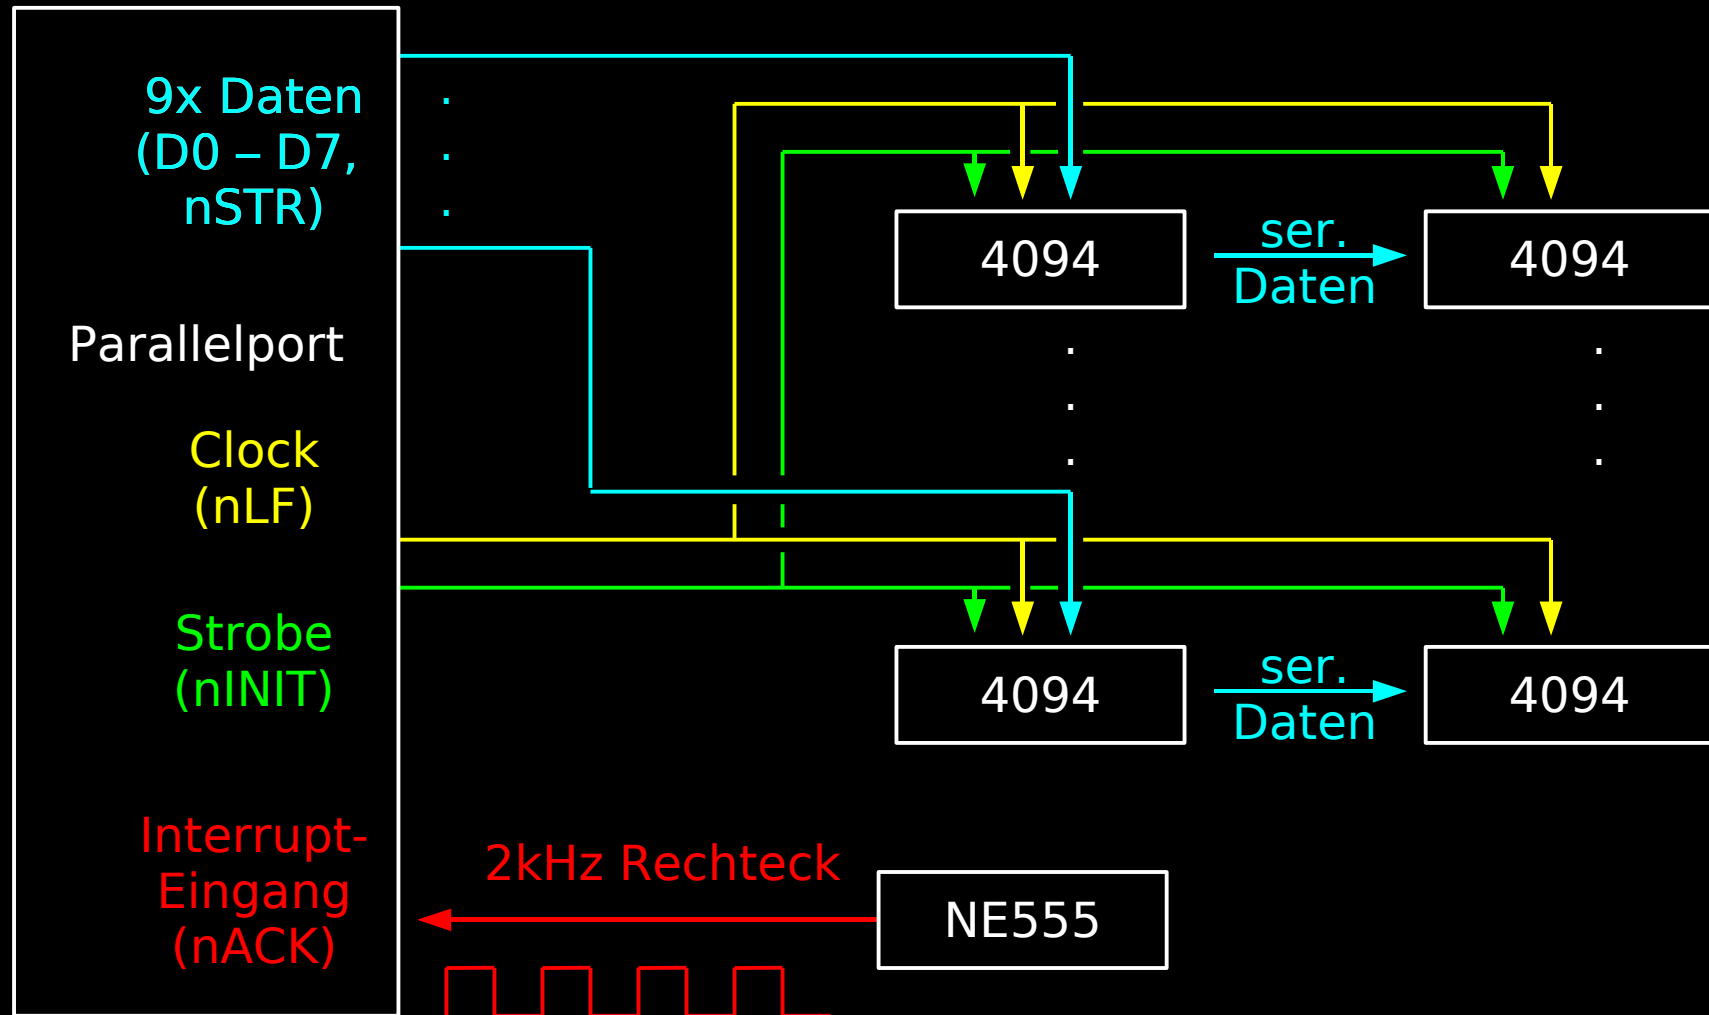 9x Daten
(D0 – D7,
nSTR)
Parallelport
Clock
(nLF)
Strobe
(nINIT)
Interrupt-
Eingang
(nACK)
4094
ser.
Daten
4094
4094
ser.
Daten
4094
2kHz Rechteck
NE555